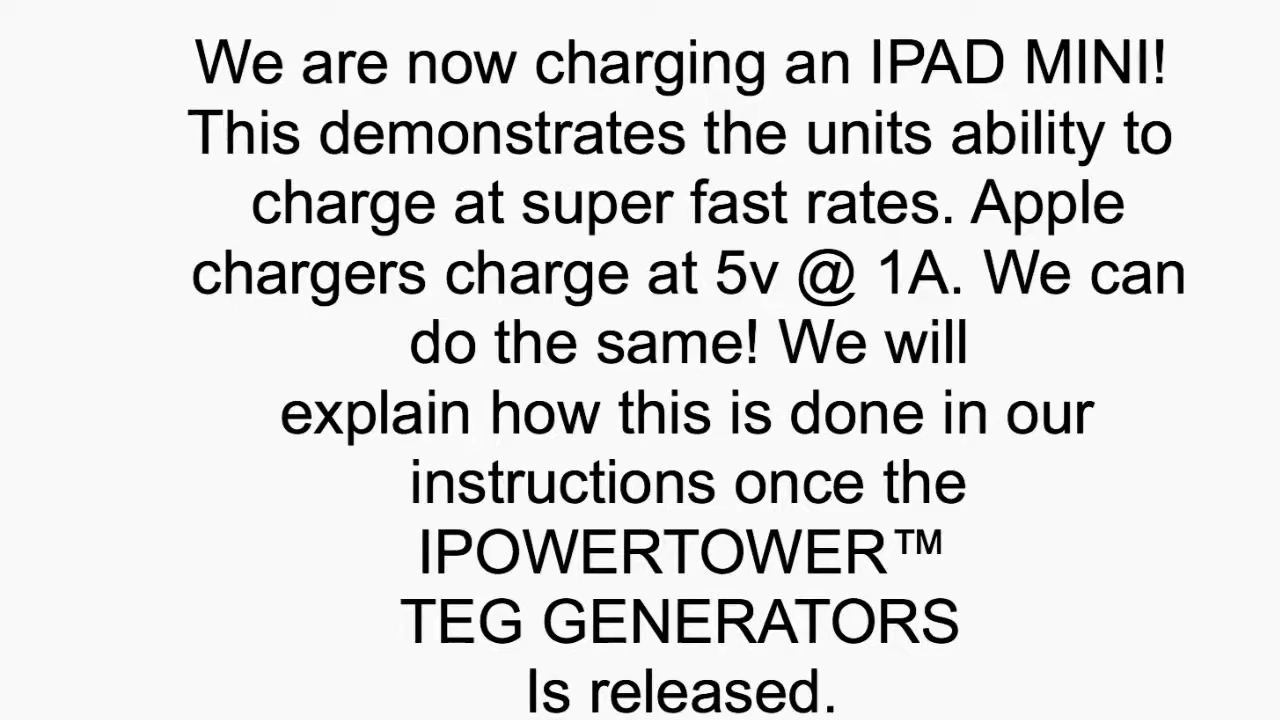 We are now charging an IPAD MINI!
This demonstrates the units ability to
charge at super fast rates. Apple
chargers charge at 5v @ 1A. We can
do the same! We will
explain how this is done in our
instructions once the
IPOWERTOWER™
TEG GENERATORS
Is released.